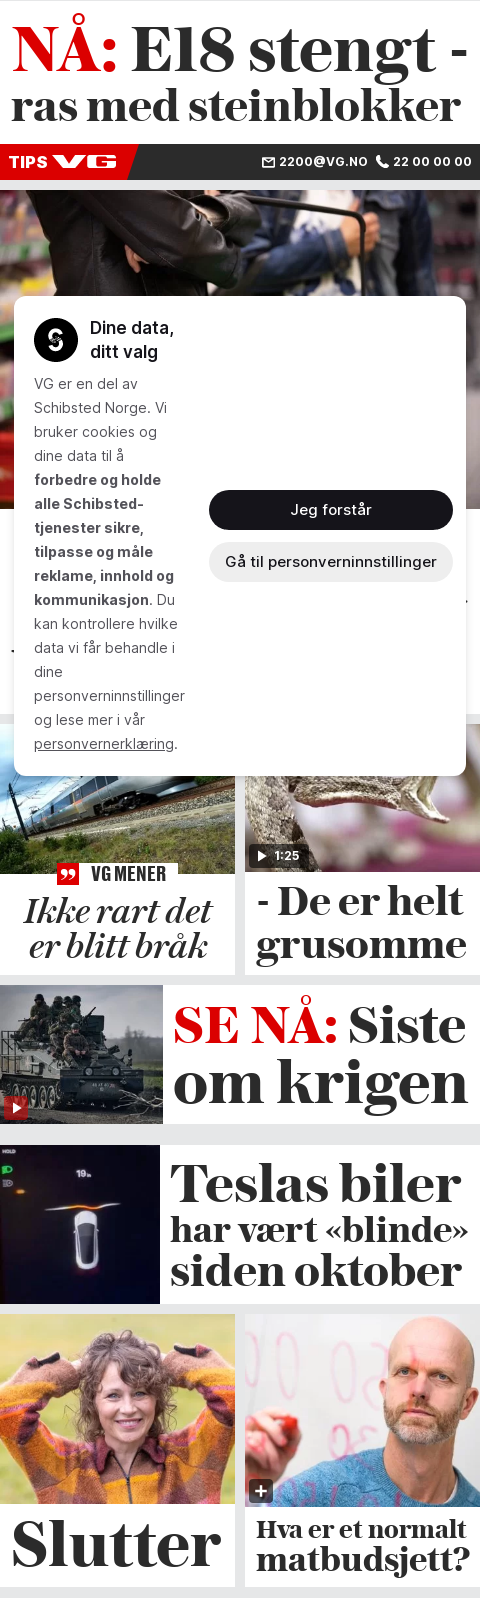 NÅ: E18 stengt -
ras med steinblokker
TIPS VG
2200@VG.NO 22 00 00 00
Dine data,
ditt valg
VG er en del av
Schibsted Norge. Vi
bruker cookies og
dine data til å
forbedre og holde
alle Schibsted-
tjenester sikre,
tilpasse og måle
reklame, innhold og
kommunikasjon. Du
kan kontrollere hvilke
data vi får behandle i
dine
personverninnstillinger
og lese mer i vår
personvernerklæring.
Jeg forstår
Gå til personverninnstillinger
VG MENER
Ikke rart det
er blitt bråk
1:25
- De er helt
grusomme
SE NÅ: Siste
om krigen
HOLD
19
Teslas biler
har vært «blinde»
siden oktober
Slutter
Hva er et normalt
matbudsjett?